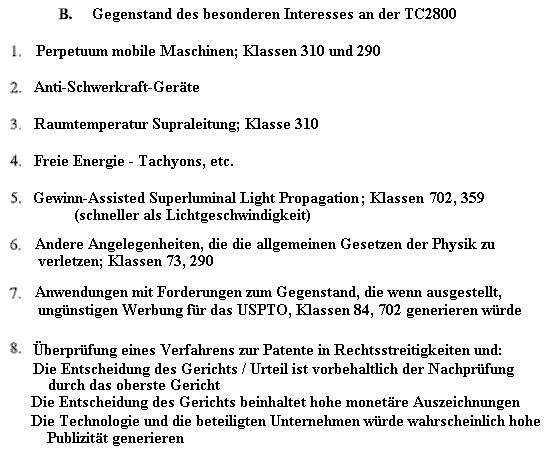 B. Gegenstand des besonderen Interesses an der TC2800
1. Perpetuum mobile Maschinen; Klassen 310 und 290
2. Anti-Schwerkraft-Geräte
3. Raumtemperatur Supraleitung; Klasse 310
4. Freie Energie - Tachyons, etc.
5. Gewinn-Assisted Superluminal Light Propagation; Klassen 702, 359
(schneller als Lichtgeschwindigkeit)
6. Andere Angelegenheiten, die die allgemeinen Gesetzen der Physik zu
verletzen; Klassen 73, 290
7. Anwendungen mit Forderungen zum Gegenstand, die wenn ausgestellt,
ungünstigen Werbung für das USPTO, Klassen 84, 702 generieren würde
8. Überprüfung eines Verfahrens zur Patente in Rechtsstreitigkeiten und:
Die Entscheidung des Gerichts / Urteil ist vorbehaltlich der Nachprüfung
durch das oberste Gericht
Die Entscheidung des Gerichts beinhaltet hohe monetäre Auszeichnungen
Die Technologie und die beteiligten Unternehmen würde wahrscheinlich hohe
Publizität generieren